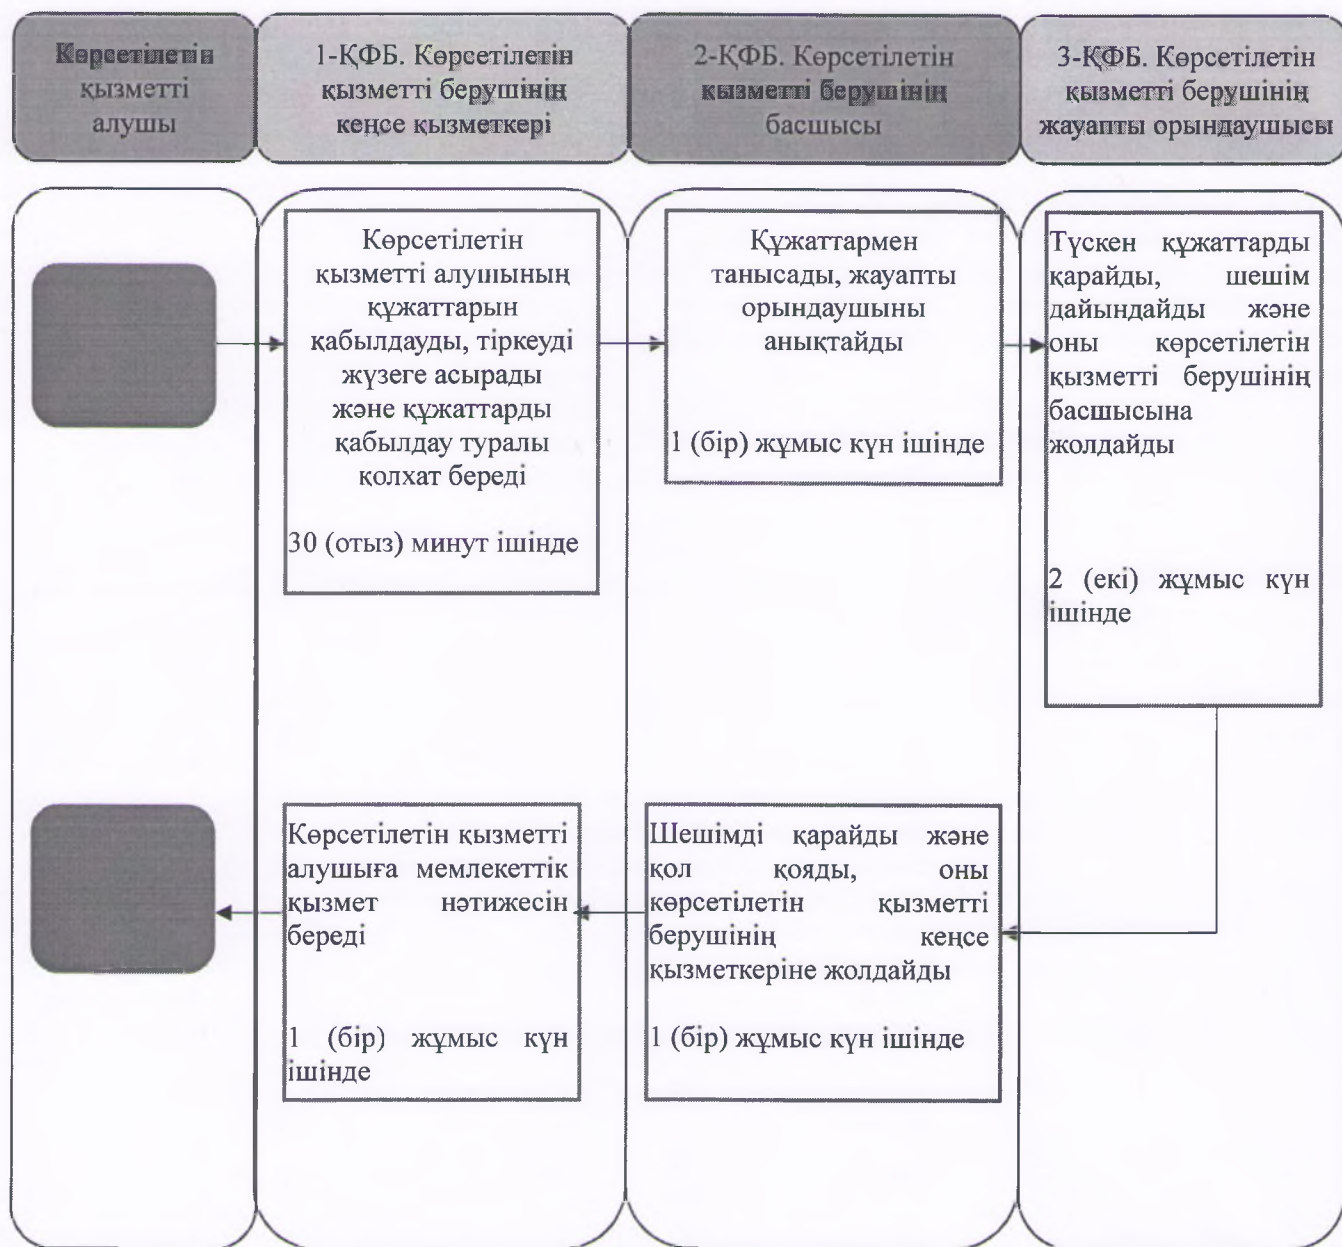 Көрсетілетін
қызметті
алушы
1-ҚФБ. Көрсетілетін
қызметті берушінің
кеңсе қызметкері
2-ҚФБ. Көрсетілетін
қызметті берушінің
басшысы
3-ҚФБ. Көрсетілетін
қызметті берушінің
жауапты орындаушысы
Көрсетілетін
қызметті алушының
құжаттарын
қабылдауды, тіркеуді
жүзеге асырады
және құжаттарды
қабылдау туралы
қолхат береді
30 (отыз) минут ішінде
Құжаттармен
танысады, жауапты
орындаушыны
анықтайды
1 (бір) жұмыс күн ішінде
Түскен құжаттарды
қарайды, шешім
дайындайды және
оны көрсетілетін
қызметті берушінің
басшысына
жолдайды
2 (екі) жұмыс күн
ішінде
Көрсетілетін қызметті
алушыға мемлекеттік
қызмет нәтижесін
береді
1 (бір) жұмыс күн
ішінде
Шешімді қарайды және
қол қояды, оны
көрсетілетін қызметті
берушінің кеңсе
қызметкеріне жолдайды
1 (бір) жұмыс күн ішінде